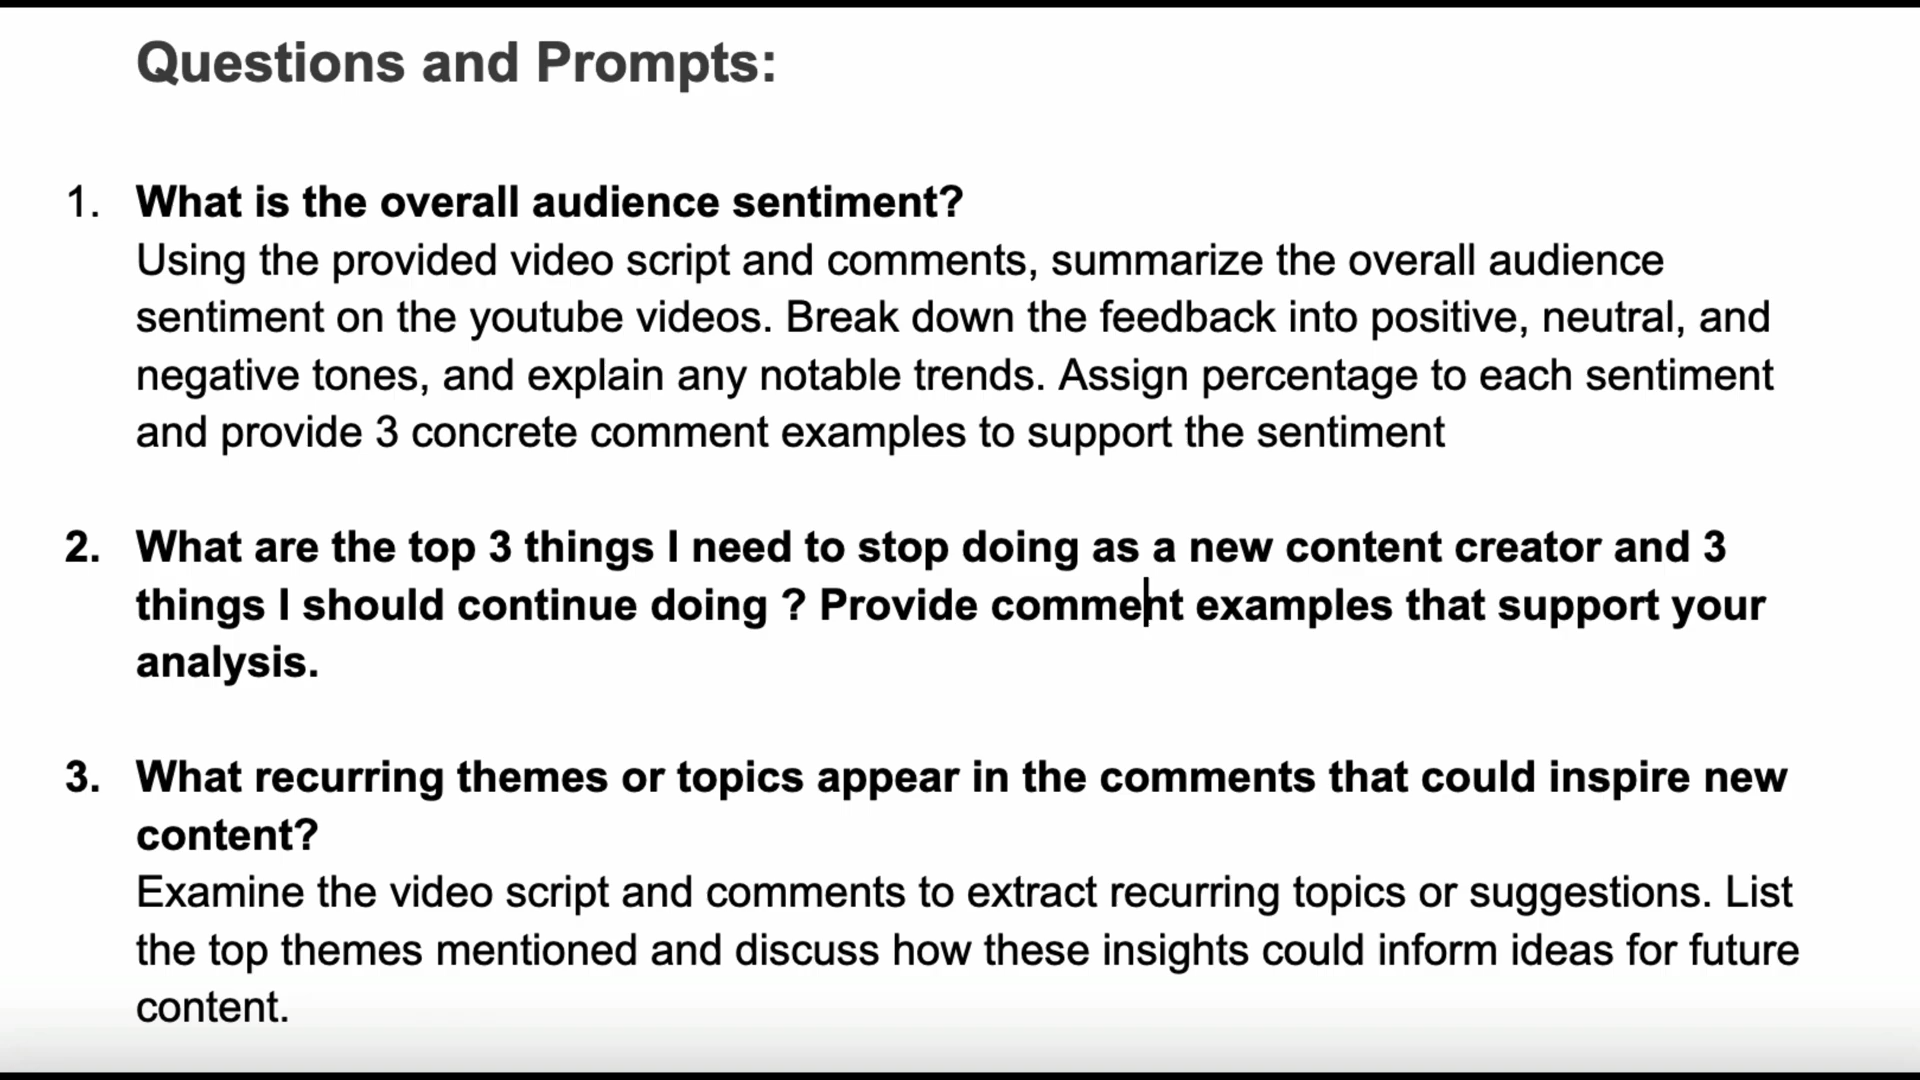 Questions and Prompts:
1. What is the overall audience sentiment?
Using the provided video script and comments, summarize the overall audience
sentiment on the youtube videos. Break down the feedback into positive, neutral, and
negative tones, and explain any notable trends. Assign percentage to each sentiment
and provide 3 concrete comment examples to support the sentiment
2. What are the top 3 things I need to stop doing as a new content creator and 3
things I should continue doing ? Provide comment examples that support your
analysis.
3. What recurring themes or topics appear in the comments that could inspire new
content?
Examine the video script and comments to extract recurring topics or suggestions. List
the top themes mentioned and discuss how these insights could inform ideas for future
content.